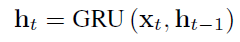 h_t = GRU (x_t, h_{t−1})